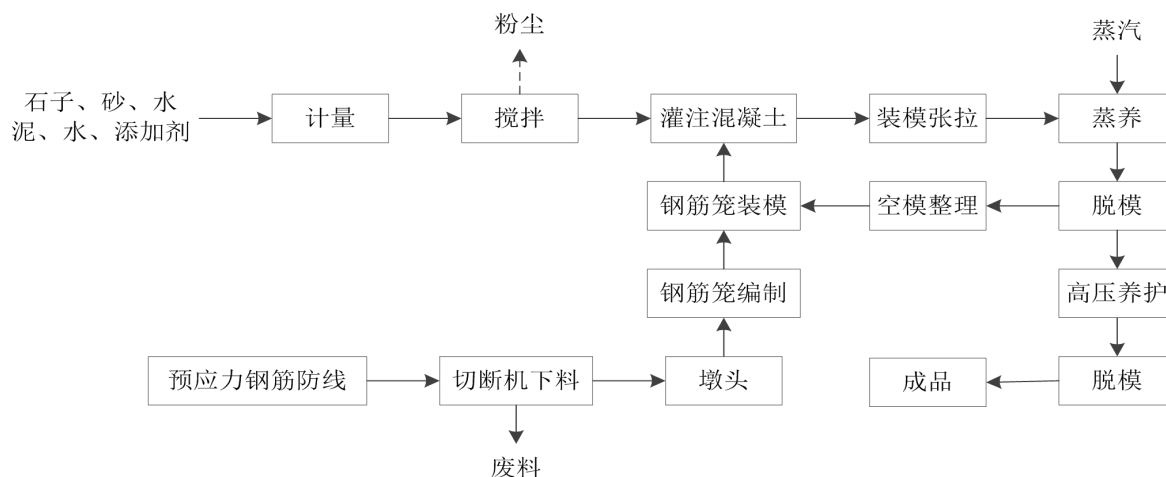 粉尘
蒸汽
石子、砂、水
泥、水、添加剂
计量
搅拌
灌注混凝土
装模张拉
蒸养
钢筋笼装模
空模整理
脱模
钢筋笼编制
高压养护
预应力钢筋防线
切断机下料
墩头
成品
脱模
废料